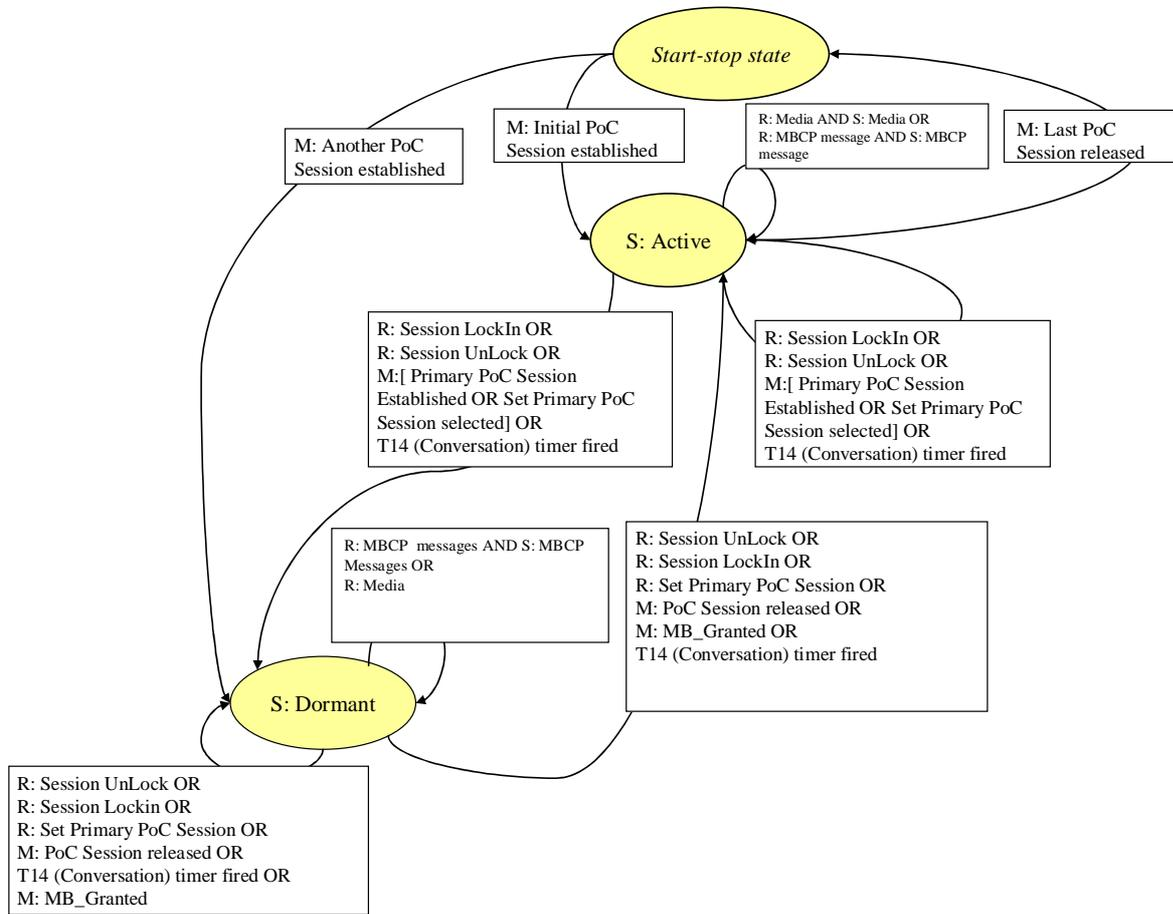 Start-stop state
M: Another PoC
Session established
M: Initial PoC
Session established
R: Media AND S: Media OR
R: MBCP message AND S: MBCP
message
M: Last PoC
Session released
S: Active
R: Session LockIn OR
R: Session UnLock OR
M:[ Primary PoC Session
Established OR Set Primary PoC
Session selected] OR
T14 (Conversation) timer fired
R: Session LockIn OR
R: Session UnLock OR
M:[ Primary PoC Session
Established OR Set Primary PoC
Session selected] OR
T14 (Conversation) timer fired
R: MBCP  messages AND S: MBCP
Messages OR
R: Media
R: Session UnLock OR
R: Session LockIn OR
R: Set Primary PoC Session OR
M: PoC Session released OR
M: MB_Granted OR
T14 (Conversation) timer fired
S: Dormant
R: Session UnLock OR
R: Session Lockin OR
R: Set Primary PoC Session OR
M: PoC Session released OR
T14 (Conversation) timer fired OR
M: MB_Granted